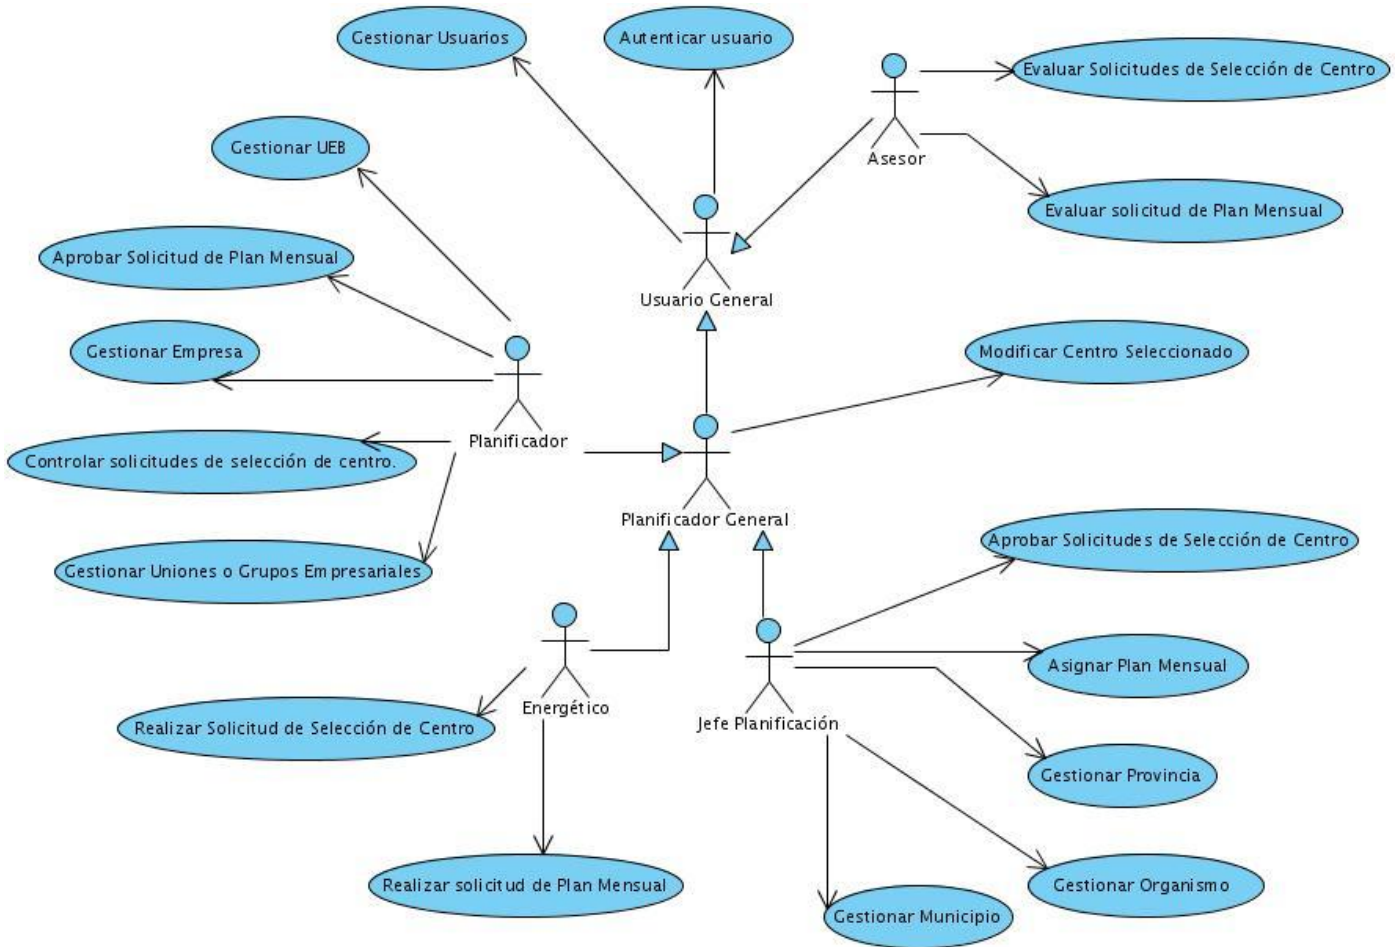 Gestionar Usuarios
Autenticar usuario
Evaluar Solicitudes de Selección de Centro
Gestionar UEB
Asesor
Evaluar solicitud de Plan Mensual
Aprobar Solicitud de Plan Mensual
Usuario General
Gestionar Empresa
Modificar Centro Seleccionado
Planificador
Controlar solicitudes de selección de centro.
Planificador General
Aprobar Solicitudes de Selección de Centro
Gestionar Uniones o Grupos Empresariales
Asignar Plan Mensual
Energético
Realizar Solicitud de Selección de Centro
Jefe Planificación
Gestionar Provincia
Realizar solicitud de Plan Mensual
Gestionar Organismo
Gestionar Municipio